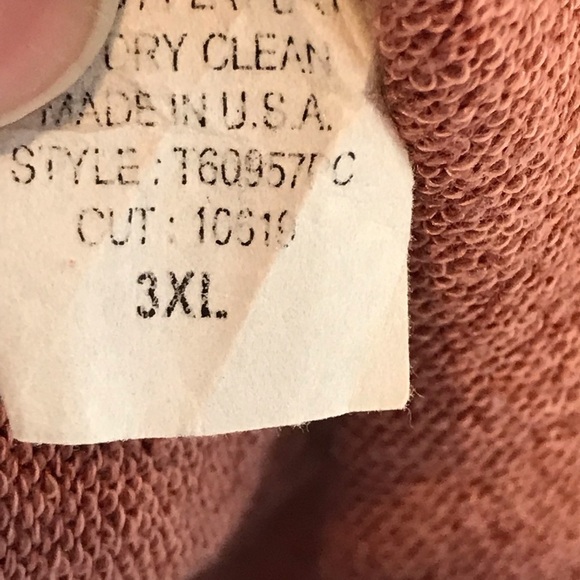 DRY CLEAN
MADE IN U.S.A.
STYLE : T60957PC
CUT : 10619
3XL